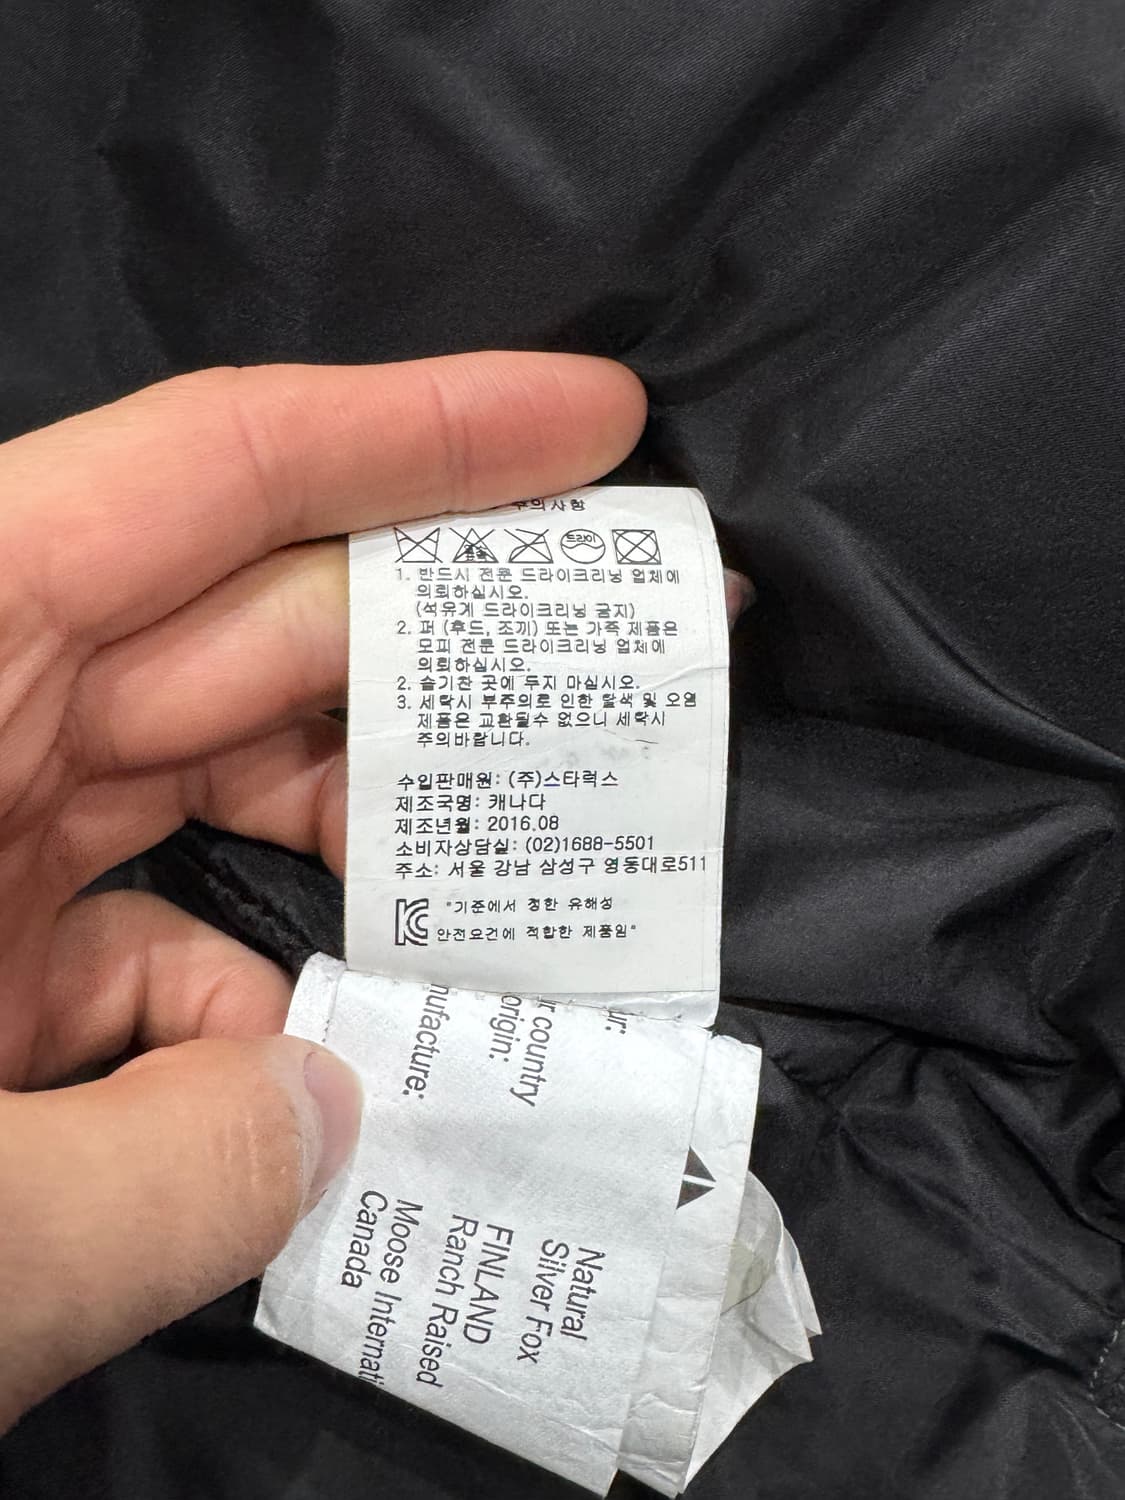 주의사항
드라이
1. 반드시 전문 드라이크리닝 업체에
의뢰하십시오.
(석유계 드라이크리닝 금지)
2. 퍼 (후드, 조끼) 또는 가죽 제품은
모피 전문 드라이크리닝 업체에
의뢰하십시오.
2. 슬기찬 곳에 두지 마십시오.
3. 세탁시 부주의로 인한 탈색 및 오염
제품은 교환될수 없으니 세탁시
주의바랍니다.
수입판매원: (주)스타럭스
제조국명: 캐나다
제조년월: 2016.08
소비자상담실: (02)1688-5501
주소: 서울 강남 삼성구 영동대로511
"기준에서 정한 유해성
안전요건에 적합한 제품임"
ur:
r country
origin:
nufacture:
Natural
Silver Fox
FINLAND
Ranch Raised
Moose Internati
Canada